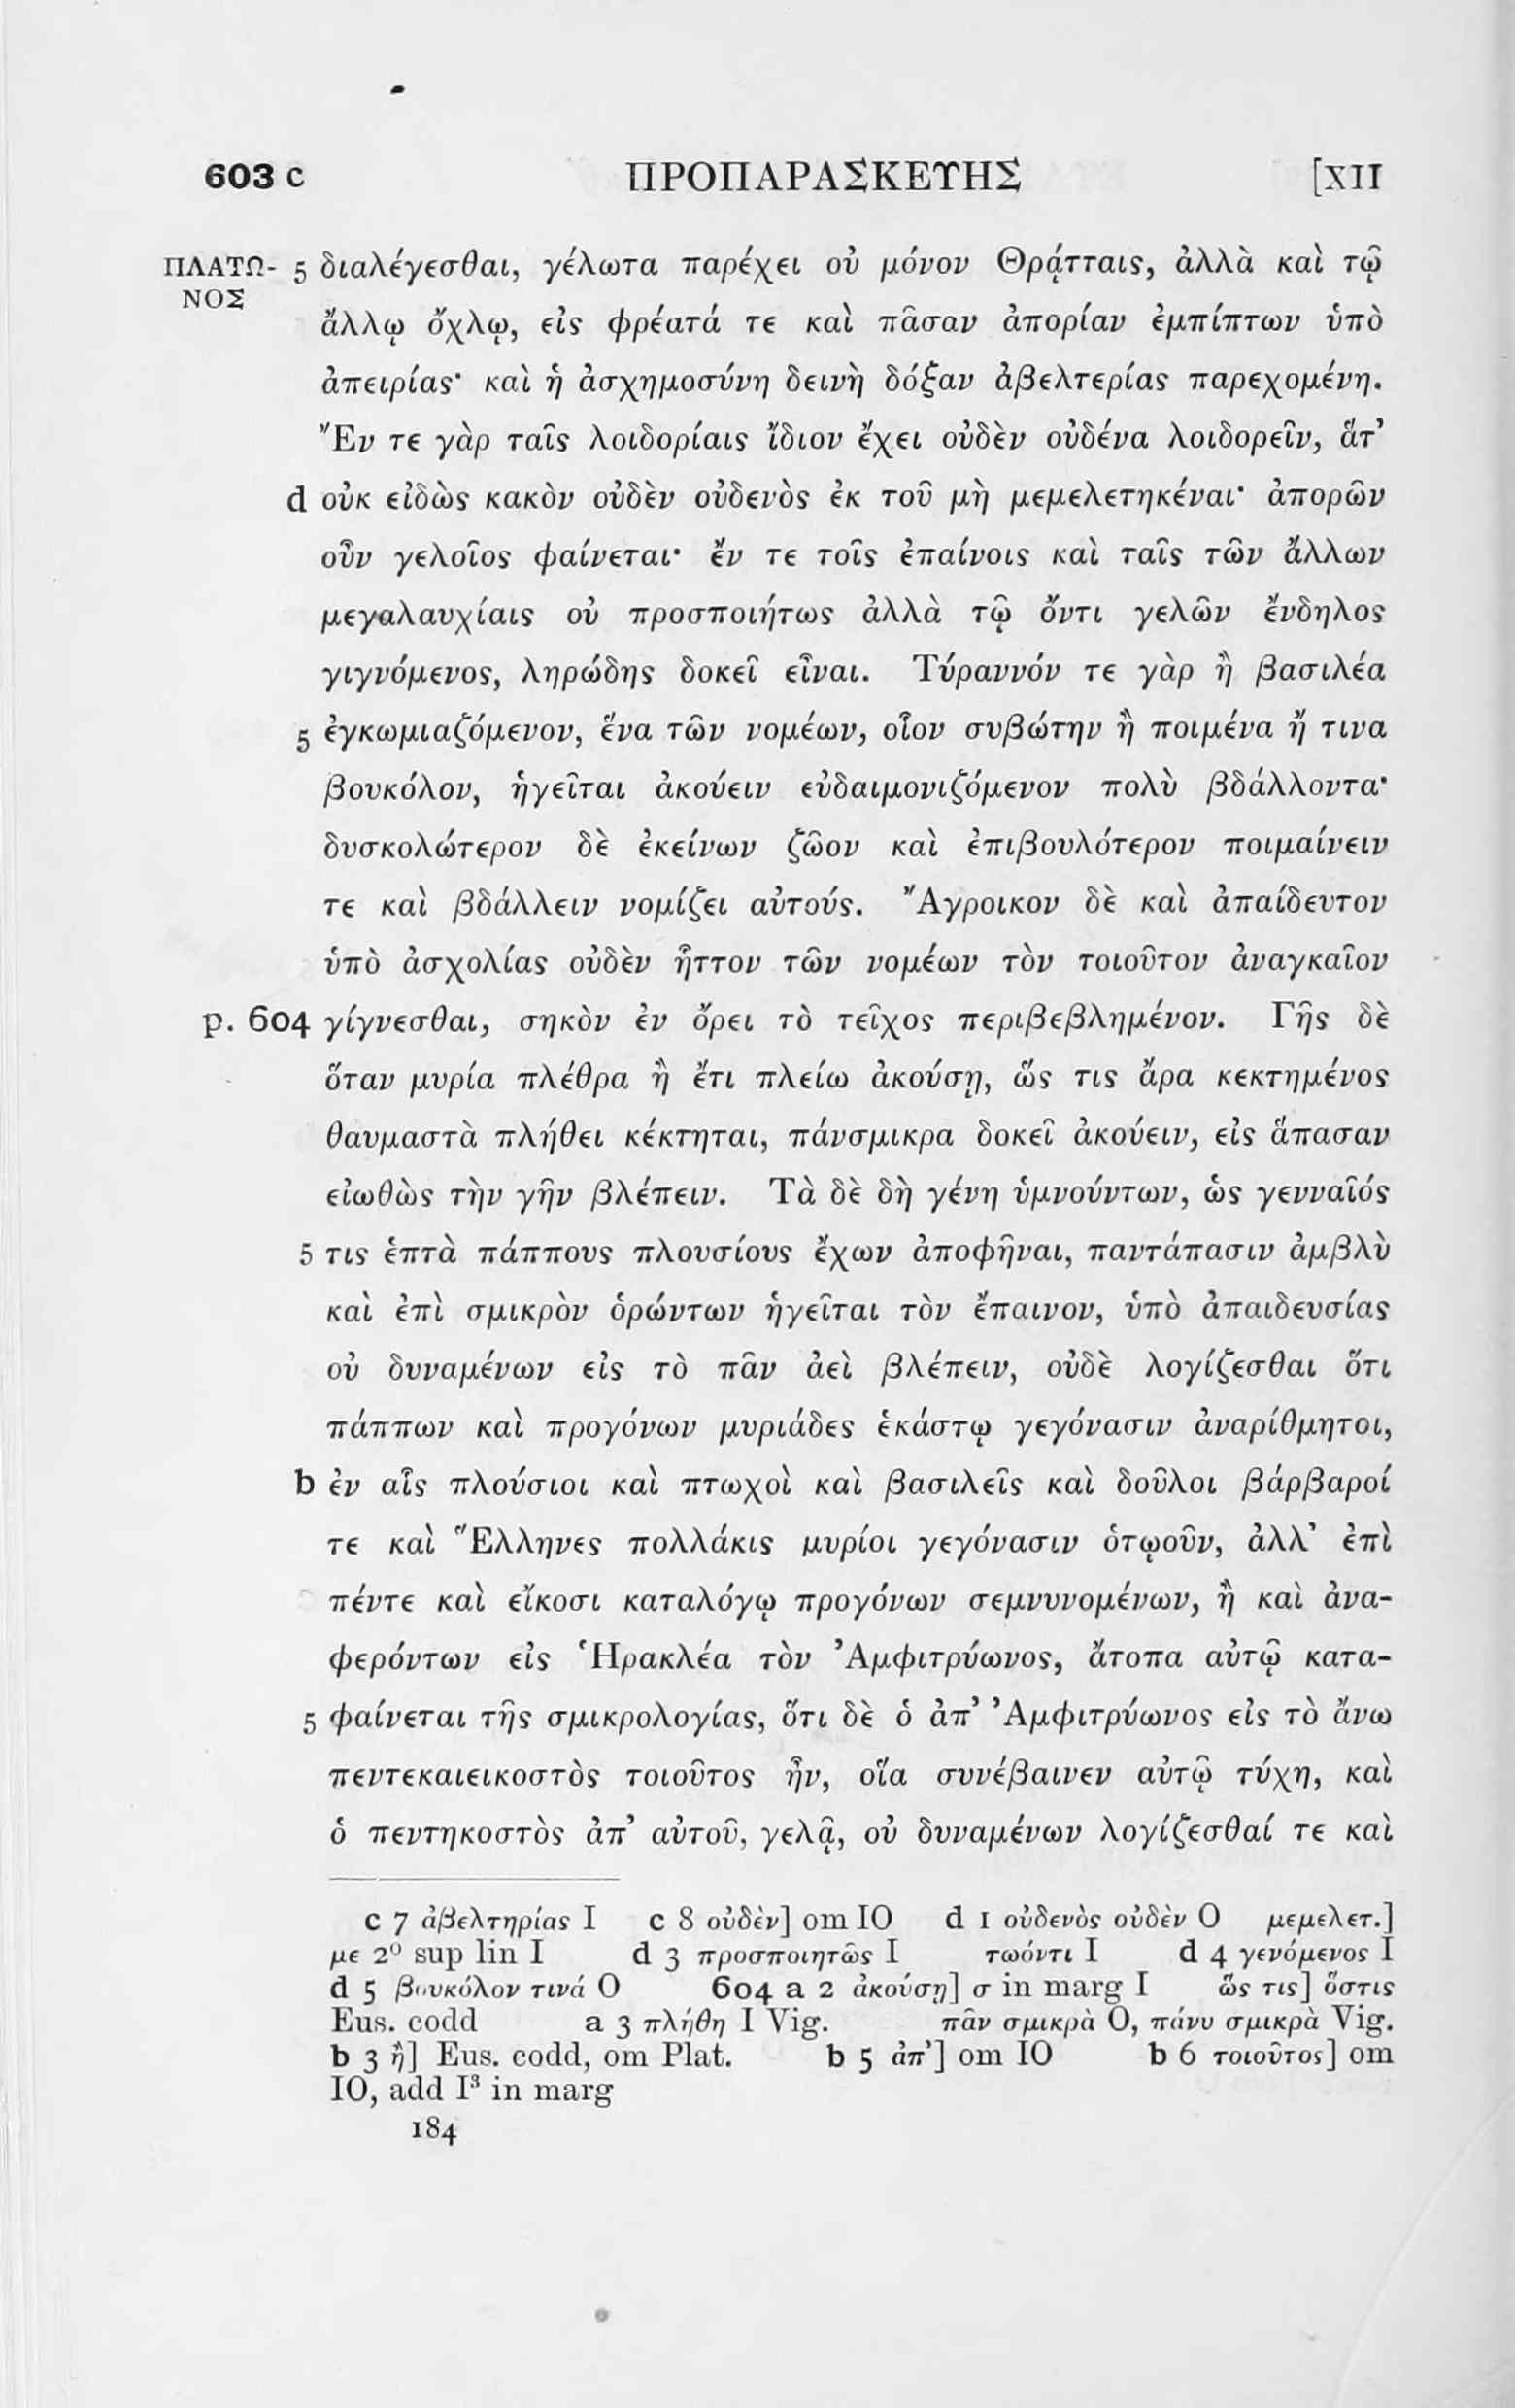 603 c ΠΡΟΠΑΡΑΣΚΕΥΗΣ [XII
ΠΛΑΤΩ- 5 διαλέγεσθαι, γέλωτα παρέχει οὐ μόνον Θρᾴτταις, ἀλλὰ καὶ τῷ
ΝΟΣ
ἄλλῳ ὄχλῳ, εἰς φρέατά τε καὶ πᾶσαν ἀπορίαν ἐμπίπτων ὑπὸ
ἀπειρίας· καὶ ἡ ἀσχημοσύνη δεινὴ δόξαν ἀβελτερίας παρεχομένη.
Ἔν τε γὰρ ταῖς λοιδορίαις ἴδιον ἔχει οὐδὲν οὐδένα λοιδορεῖν, ἅτ’
d οὐκ εἰδὼς κακὸν οὐδὲν οὐδενὸς ἐκ τοῦ μὴ μεμελετηκέναι· ἀπορῶν
οὖν γελοῖος φαίνεται· ἔν τε τοῖς ἐπαίνοις καὶ ταῖς τῶν ἄλλων
μεγαλαυχίαις οὐ προσποιήτως ἀλλὰ τῷ ὄντι γελῶν ἔνδηλος
γιγνόμενος, ληρώδης δοκεῖ εἶναι. Τύραννόν τε γὰρ ἢ βασιλέα
5 ἐγκωμιαζόμενον, ἕνα τῶν νομέων, οἷον συβώτην ἢ ποιμένα ἤ τινα
βουκόλον, ἡγεῖται ἀκούειν εὐδαιμονιζόμενον πολὺ βδάλλοντα·
δυσκολώτερον δὲ ἐκείνων ζῶον καὶ ἐπιβουλότερον ποιμαίνειν
τε καὶ βδάλλειν νομίζει αὐτούς. Ἄγροικον δὲ καὶ ἀπαίδευτον
ὑπὸ ἀσχολίας οὐδὲν ἧττον τῶν νομέων τὸν τοιοῦτον ἀναγκαῖον
p. 604 γίγνεσθαι, σηκὸν ἐν ὄρει τὸ τεῖχος περιβεβλημένον. Γῆς δὲ
ὅταν μυρία πλέθρα ἢ ἔτι πλείω ἀκούσῃ, ὥς τις ἄρα κεκτημένος
θαυμαστὰ πλήθει κέκτηται, πάνσμικρα δοκεῖ ἀκούειν, εἰς ἅπασαν
εἰωθὼς τὴν γῆν βλέπειν. Τὰ δὲ δὴ γένη ὑμνούντων, ὡς γενναῖός
5 τις ἑπτὰ πάππους πλουσίους ἔχων ἀποφῆναι, παντάπασιν ἀμβλὺ
καὶ ἐπὶ σμικρὸν ὁρώντων ἡγεῖται τὸν ἔπαινον, ὑπὸ ἀπαιδευσίας
οὐ δυναμένων εἰς τὸ πᾶν ἀεὶ βλέπειν, οὐδὲ λογίζεσθαι ὅτι
πάππων καὶ προγόνων μυριάδες ἑκάστῳ γεγόνασιν ἀναρίθμητοι,
b ἐν αἷς πλούσιοι καὶ πτωχοὶ καὶ βασιλεῖς καὶ δοῦλοι βάρβαροί
τε καὶ Ἕλληνες πολλάκις μυρίοι γεγόνασιν ὁτῳοῦν, ἀλλ’ ἐπὶ
πέντε καὶ εἴκοσι καταλόγῳ προγόνων σεμνυνομένων, ἢ καὶ ἀνα-
φερόντων εἰς Ἡρακλέα τὸν Ἀμφιτρύωνος, ἄτοπα αὐτῷ κατα-
5 φαίνεται τῆς σμικρολογίας, ὅτι δὲ ὁ ἀπ’ Ἀμφιτρύωνος εἰς τὸ ἄνω
πεντεκαιεικοστὸς τοιοῦτος ἦν, οἵα συνέβαινεν αὐτῷ τύχη, καὶ
ὁ πεντηκοστὸς ἀπ’ αὐτοῦ, γελᾷ, οὐ δυναμένων λογίζεσθαί τε καὶ
c 7 ἀβελτηρίας I c 8 οὐδὲν] om IO d 1 οὐδενὸς οὐδὲν O μεμελετ.]
με 2⁰ sup lin I d 3 προσποιητῶς I τωόντι I d 4 γενόμενος I
d 5 βουκόλον τινά O 604 a 2 ἀκούσῃ] σ in marg I ὥς τις] ὅστις
Eus. codd a 3 πλήθη I Vig. πᾶν σμικρὰ O, πάνυ σμικρὰ Vig.
b 3 ἢ] Eus. codd, om Plat. b 5 ἀπ’] om IO b 6 τοιοῦτος] om
IO, add I³ in marg
184